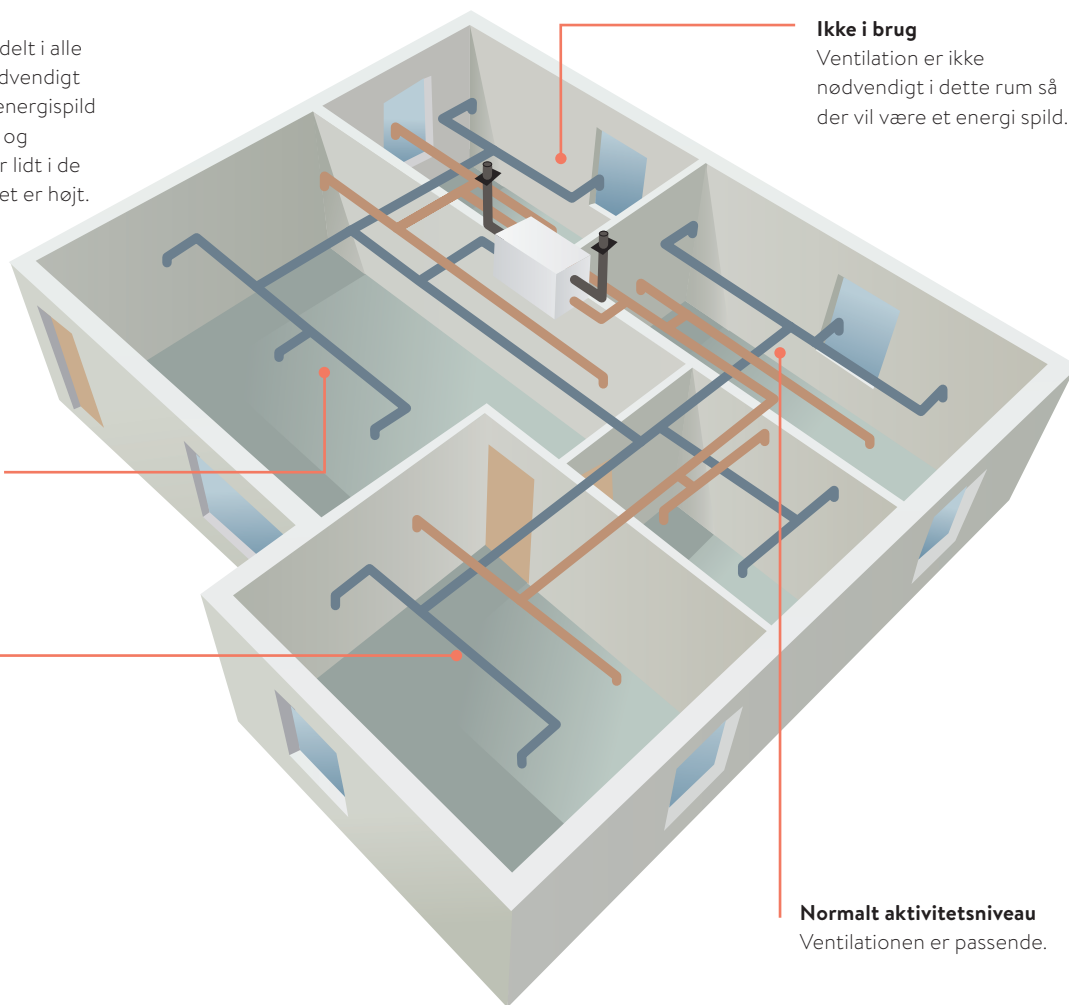 delt i alle
dvendigt
energispild
og
r lidt i de
et er højt.
Ikke i brug
Ventilation er ikke
nødvendigt i dette rum så
der vil være et energi spild.
Normalt aktivitetsniveau
Ventilationen er passende.